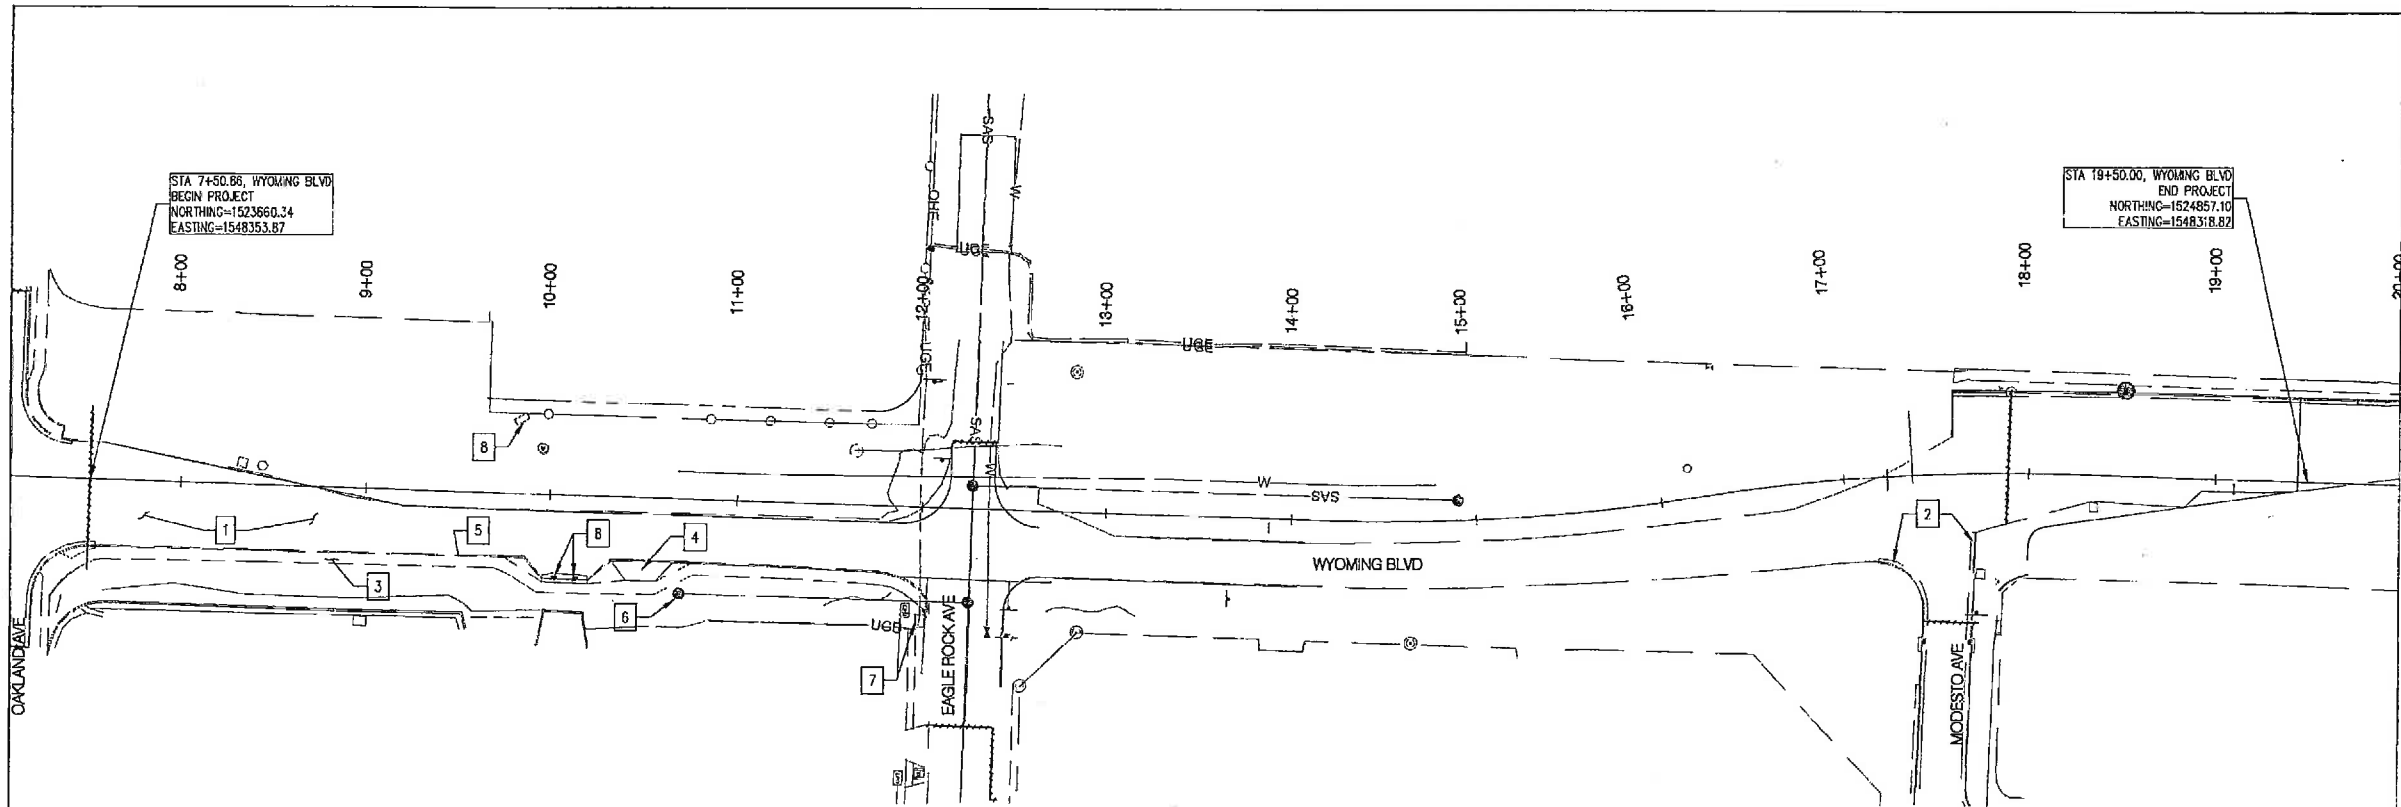 STA 7+50.66, WYOMING BLVD
BEGIN PROJECT
NORTHING=1523660.34
EASTING=1548353.87
STA 19+50.00, WYOMING BLVD
END PROJECT
NORTHING=1524857.10
EASTING=1548318.82
8+00
9+00
10+00
11+00
12+00
13+00
14+00
15+00
16+00
17+00
18+00
19+00
20+00
SAS
OHE
W
UGE
UGE
UGE
8
SAS
W
W
SAS
1
5
8
4
2
WYOMING BLVD
3
6
UGE
7
OAKLAND AVE
EAGLE ROCK AVE
MODESTO AVE